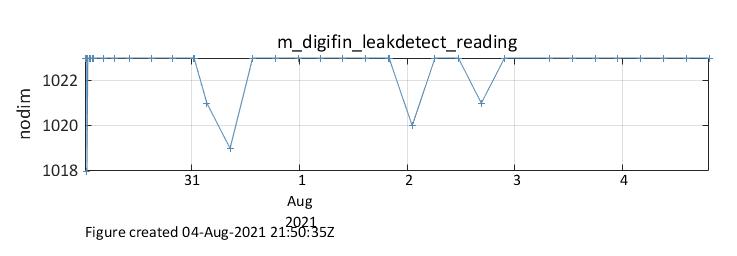 m_digifin_leakdetect_reading
nodim
1022
1020
1018
31 1 2 3 4
Aug
2021
Figure created 04-Aug-2021 21:50:35Z